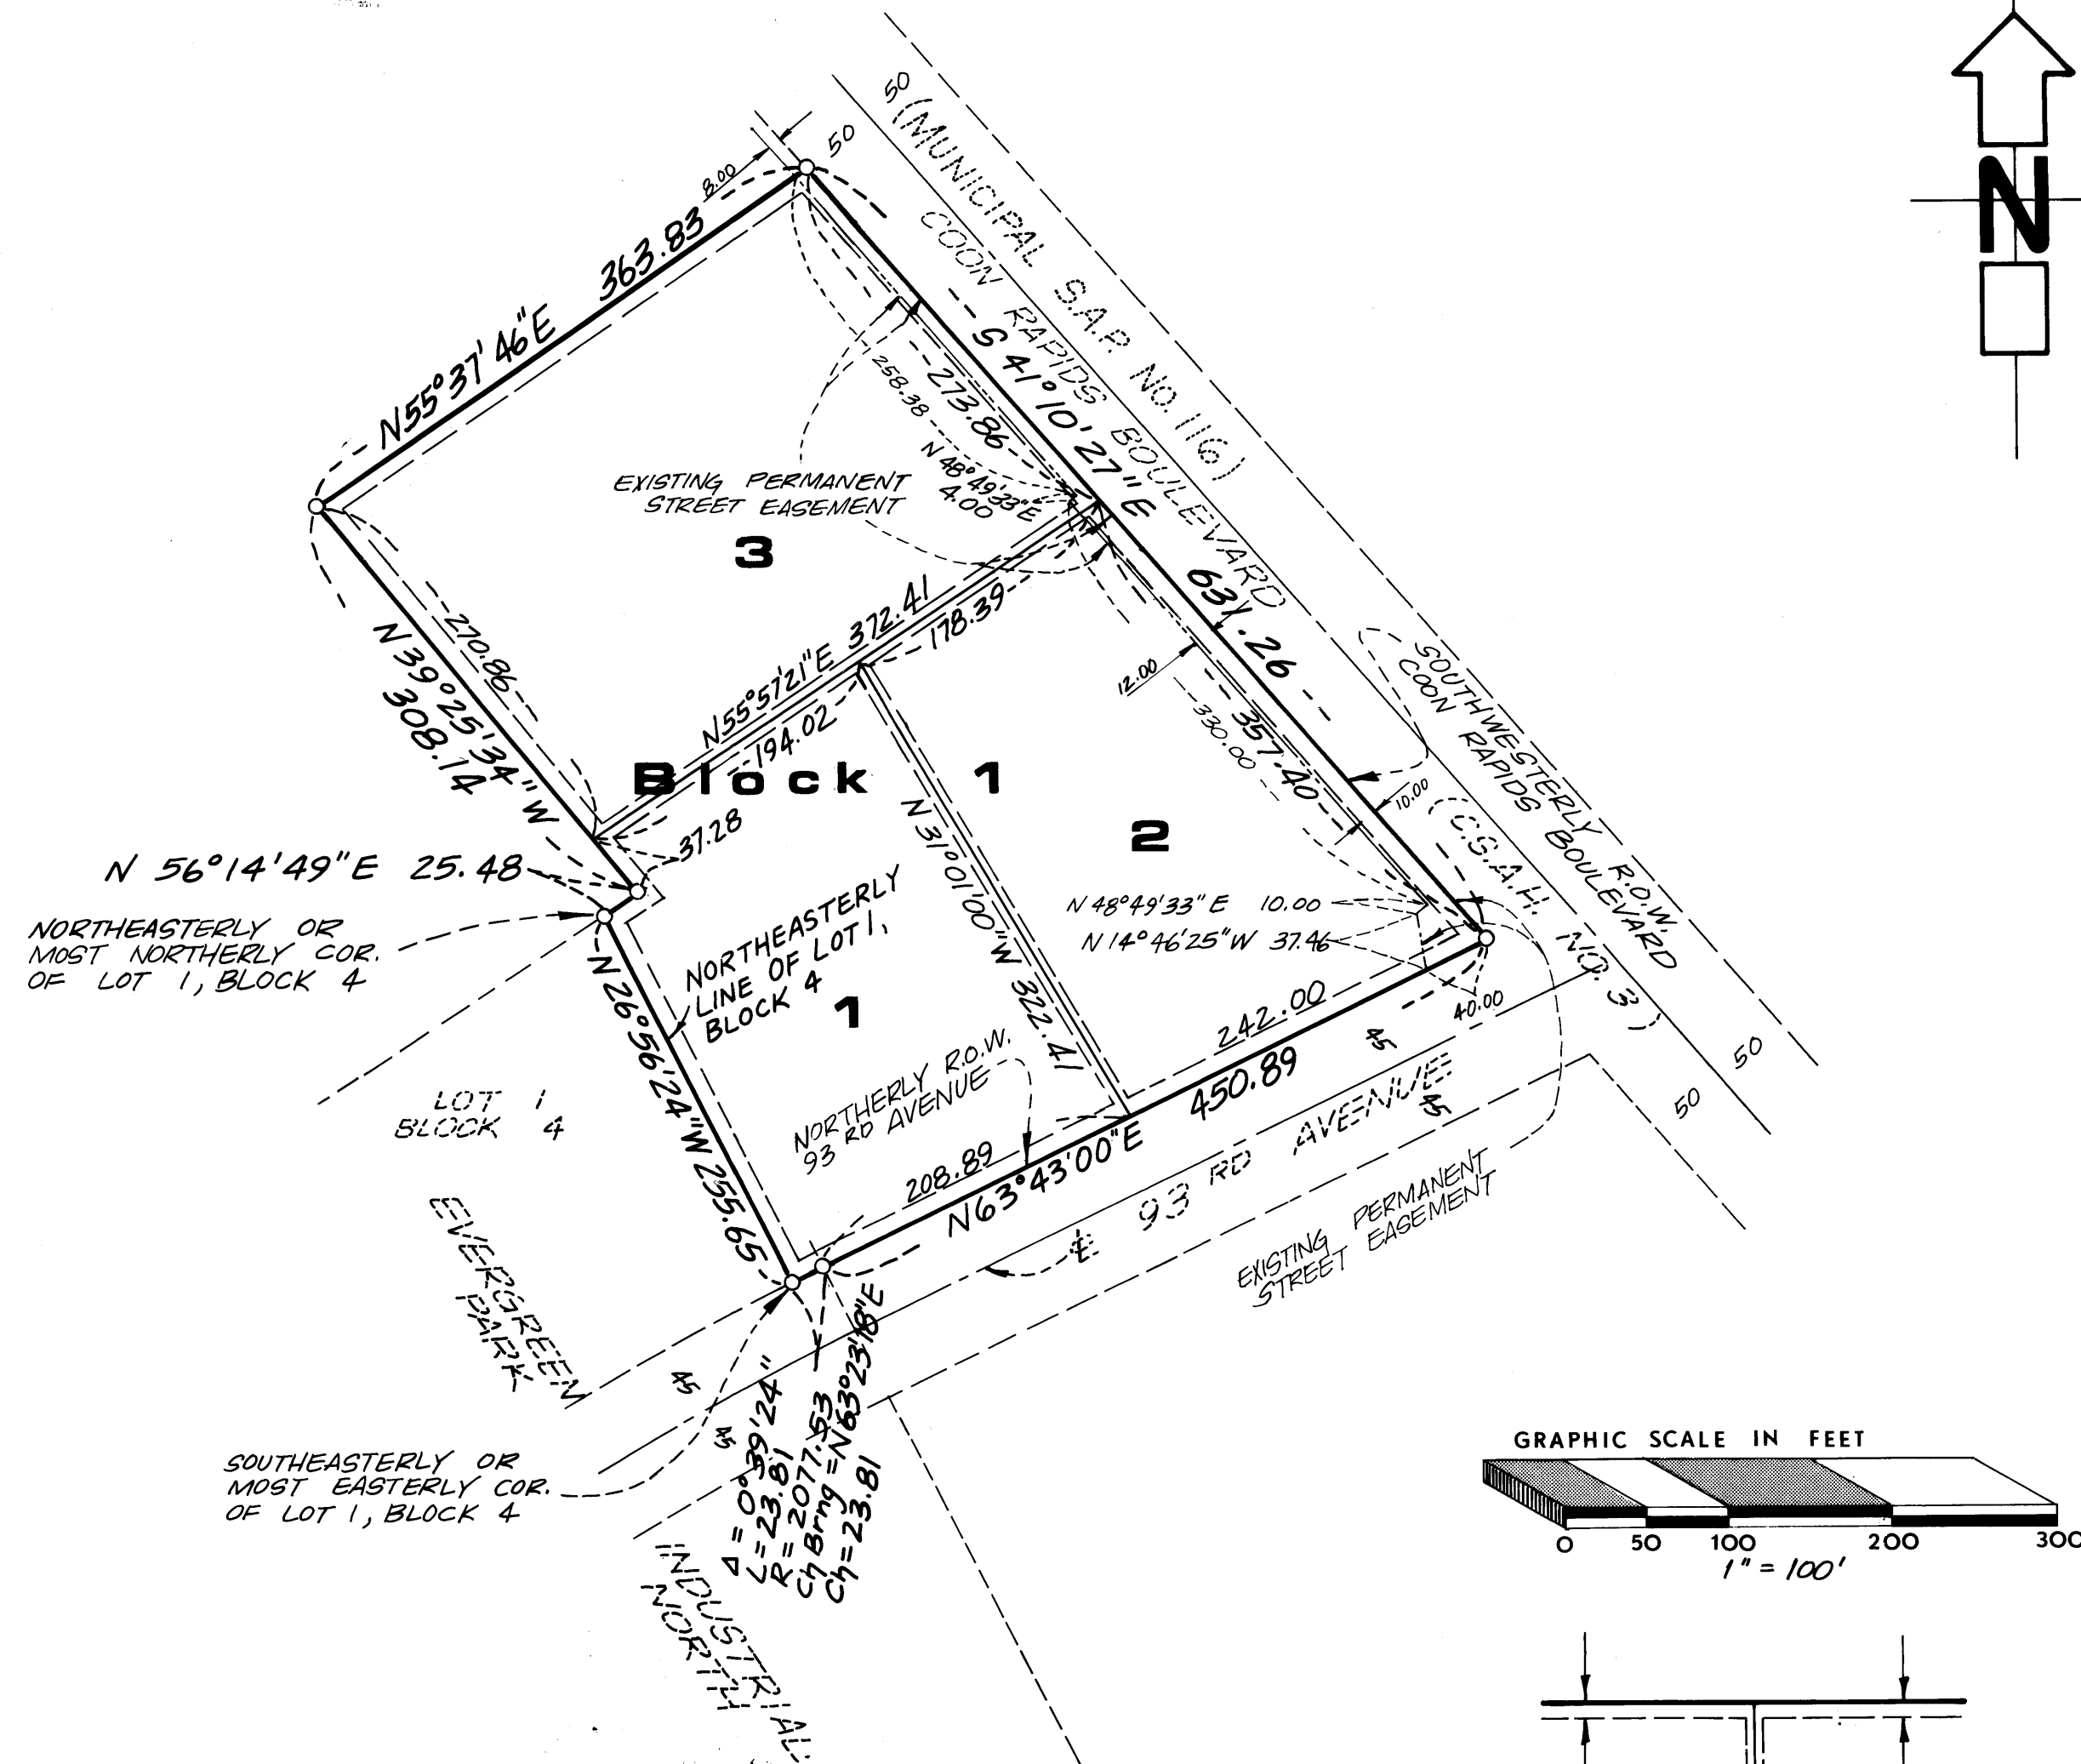 50
(MUNICIPAL S.A.P. NO. 116)
50
8.00
N
363.83
N55°37'46"E
COON RAPIDS BOULEVARD
S 41°10'27"E
631.26
273.86
258.38
N 48°49'33"E
4.00
EXISTING PERMANENT
STREET EASEMENT
3
N55°57'21"E 372.41
178.39
194.02
270.86
N39°25'34"W
308.14
12.00
330.00
357.40
SOUTHWESTERLY R.O.W.
COON RAPIDS BOULEVARD
10.00
(C.S.A.H. NO. 3)
Block 1
37.28
2
N 56°14'49"E 25.48
NORTHEASTERLY OR
MOST NORTHERLY COR.
OF LOT 1, BLOCK 4
NORTHEASTERLY
LINE OF LOT 1,
BLOCK 4
1
N 31°01'00"W 322.41
N 48°49'33"E 10.00
N 14°46'25"W 37.46
40.00
242.00
450.89
45
45
50
50
N26°56'24"W 255.65
LOT 1
BLOCK 4
NORTHERLY R.O.W.
93 RD AVENUE
208.89
N63°43'00"E
℄ 93 RD AVENUE
EXISTING PERMANENT
STREET EASEMENT
EVERGREEN
PARK
45
45
SOUTHEASTERLY OR
MOST EASTERLY COR.
OF LOT 1, BLOCK 4
Δ = 0°39'24"
L=23.81
R = 2077.53
Ch Brng = N63°23'18"E
Ch=23.81
INDUSTRIAL
NORTH
GRAPHIC SCALE IN FEET
0 50 100 200 300
1" = 100'